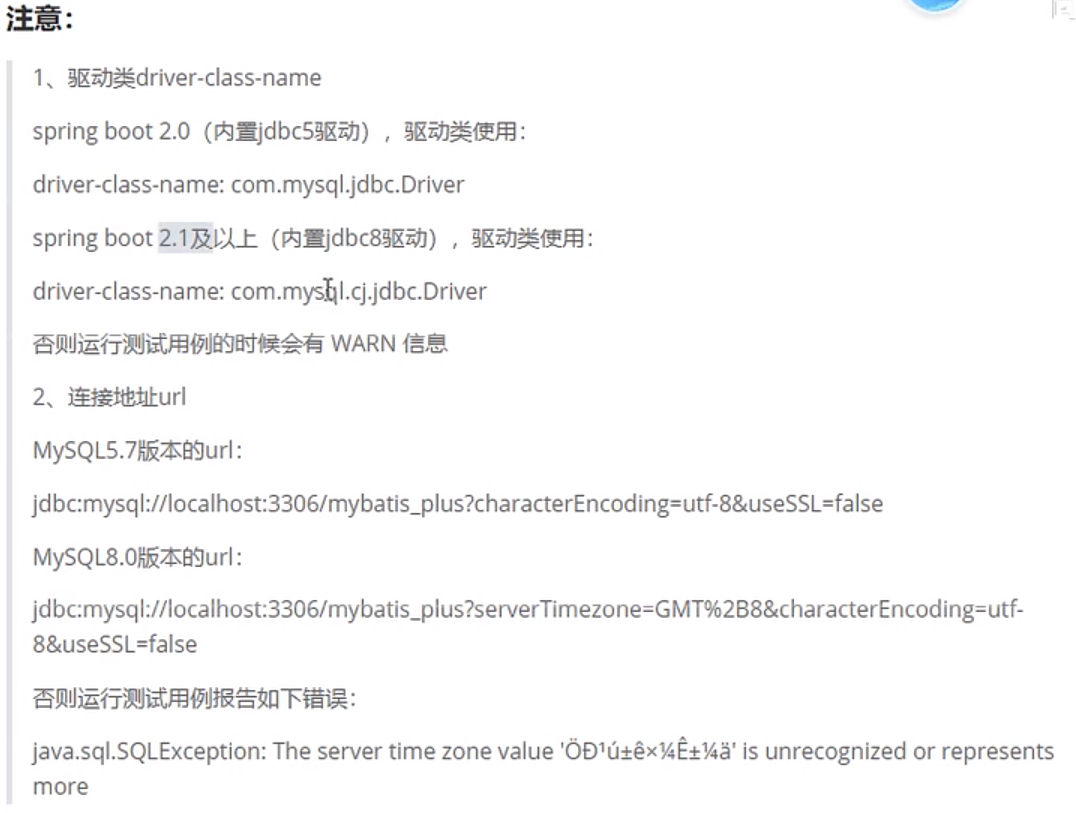 注意：
1、驱动类driver-class-name
spring boot 2.0（内置jdbc5驱动），驱动类使用：
driver-class-name: com.mysql.jdbc.Driver
spring boot 2.1及以上（内置jdbc8驱动），驱动类使用：
driver-class-name: com.mysql.cj.jdbc.Driver
否则运行测试用例的时候会有 WARN 信息
2、连接地址url
MySQL5.7版本的url：
jdbc:mysql://localhost:3306/mybatis_plus?characterEncoding=utf-8&useSSL=false
MySQL8.0版本的url：
jdbc:mysql://localhost:3306/mybatis_plus?serverTimezone=GMT%2B8&characterEncoding=utf-
8&useSSL=false
否则运行测试用例报告如下错误：
java.sql.SQLException: The server time zone value 'ÖÐ¹ú±ê×¼Ê±¼ä' is unrecognized or represents
more